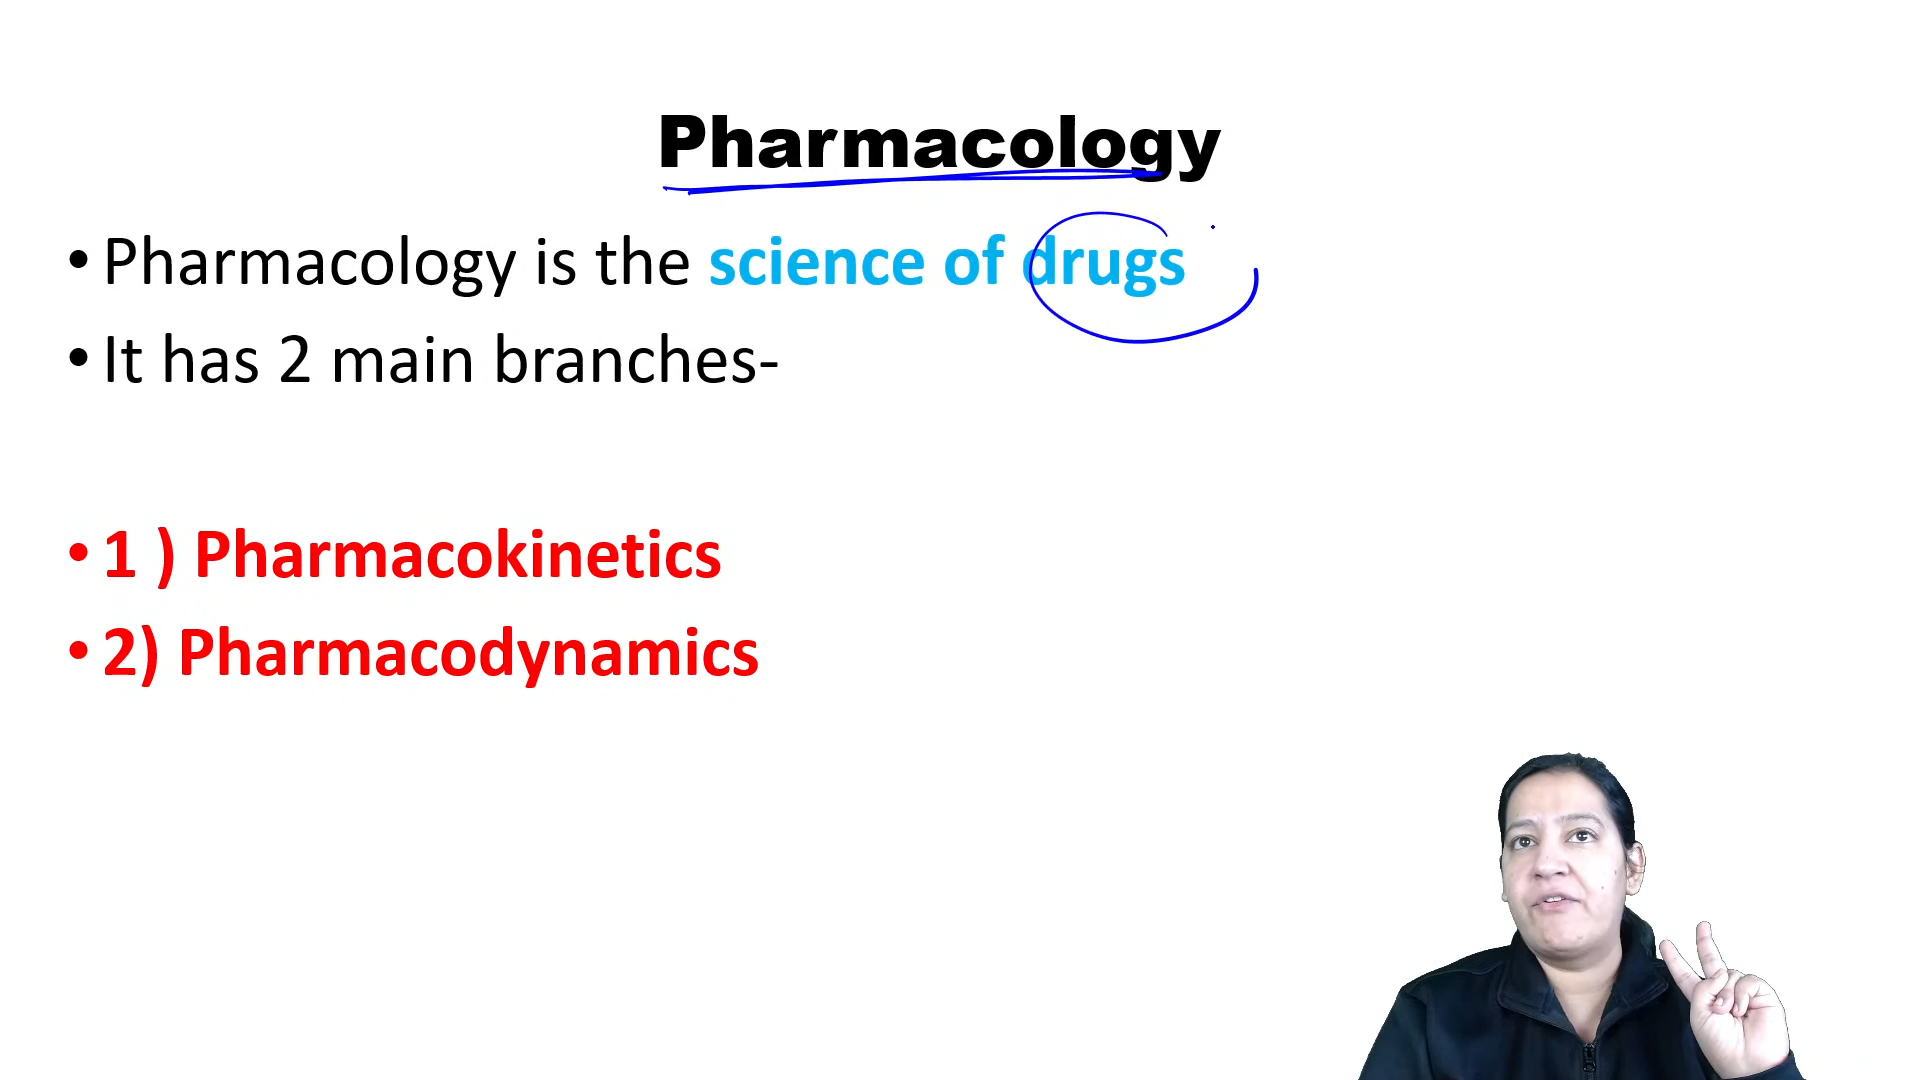 Pharmacology
• Pharmacology is the science of drugs
• It has 2 main branches-
• 1 ) Pharmacokinetics
• 2) Pharmacodynamics